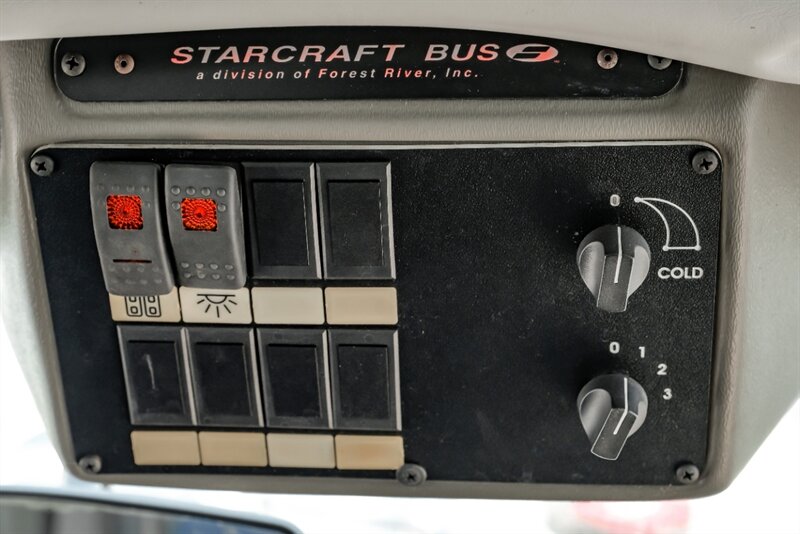 STARCRAFT BUS
a division of Forest River, Inc.
0
COLD
0 1 2 3